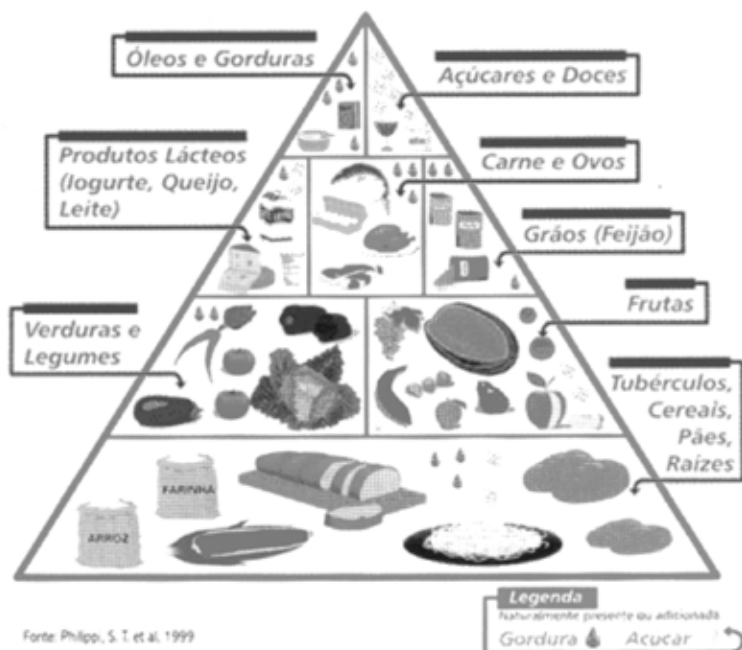 Óleos e Gorduras
Açúcares e Doces
Produtos Lácteos
(Iogurte, Queijo,
Leite)
Carne e Ovos
Grãos (Feijão)
Verduras e
Legumes
Frutas
Tubérculos,
Cereais,
Pães,
Raízes
FARINHA
ARROZ
Legenda
Naturalmente presente ou adicionada
Gordura Acucar
Fonte: Philippi, S. T. et al, 1999